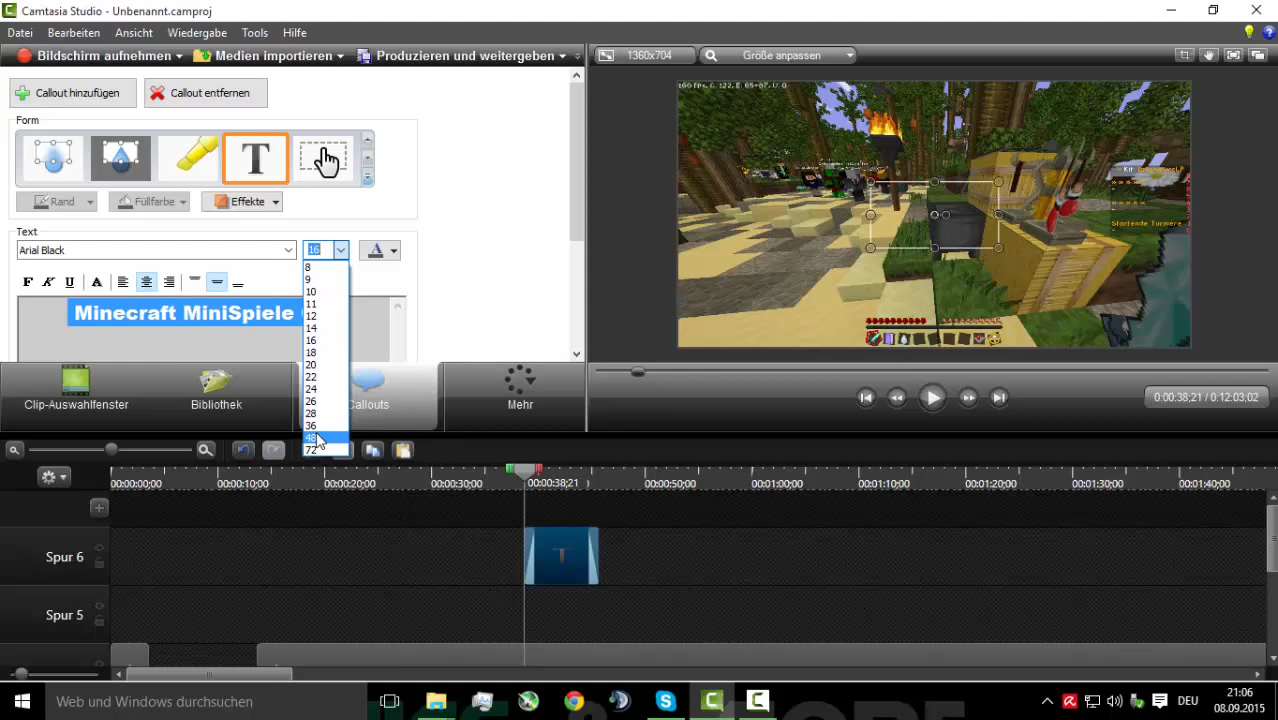 Camtasia Studio - Unbenannt.camproj
Datei Bearbeiten Ansicht Wiedergabe Tools Hilfe
Bildschirm aufnehmen Medien importieren Produzieren und weitergeben
1360x704 Größe anpassen
Callout hinzufügen Callout entfernen
Form
T
Rand Füllfarbe Effekte
Text
Arial Black 16 A
F K U A
Minecraft MiniSpiele
8
9
10
11
12
14
16
18
20
22
24
26
28
36
48
72
Startende Turmere
Clip-Auswahlfenster Bibliothek Callouts Mehr
0:00:38,21 / 0:12:03,02
00:00:00;00 00:00:10;00 00:00:20;00 00:00:30;00 00:00:38;21 00:00:50;00 00:01:00;00 00:01:10;00 00:01:20;00 00:01:30;00 00:01:40;00
Spur 6
T
Spur 5
Web und Windows durchsuchen
DEU
21:06
08.09.2015